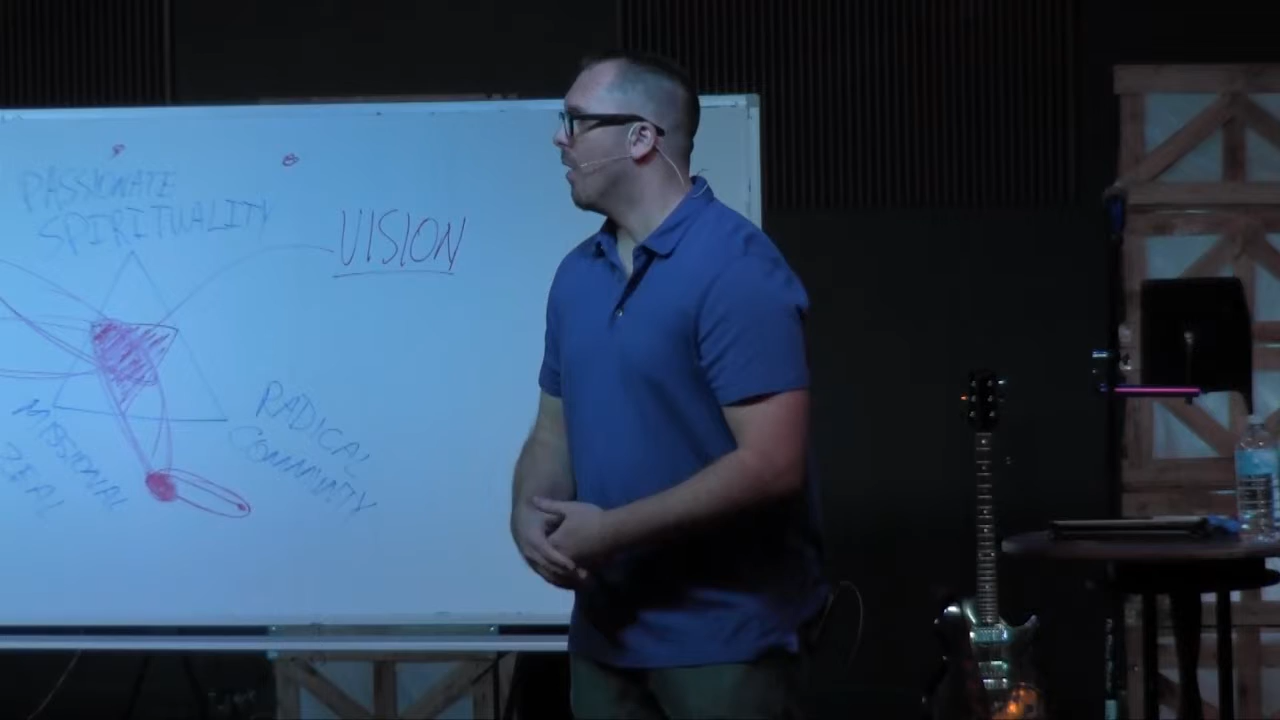 PASSIONATE
SPIRITUALITY
VISION
RADICAL
COMMUNITY
MISSIONAL
ZEAL